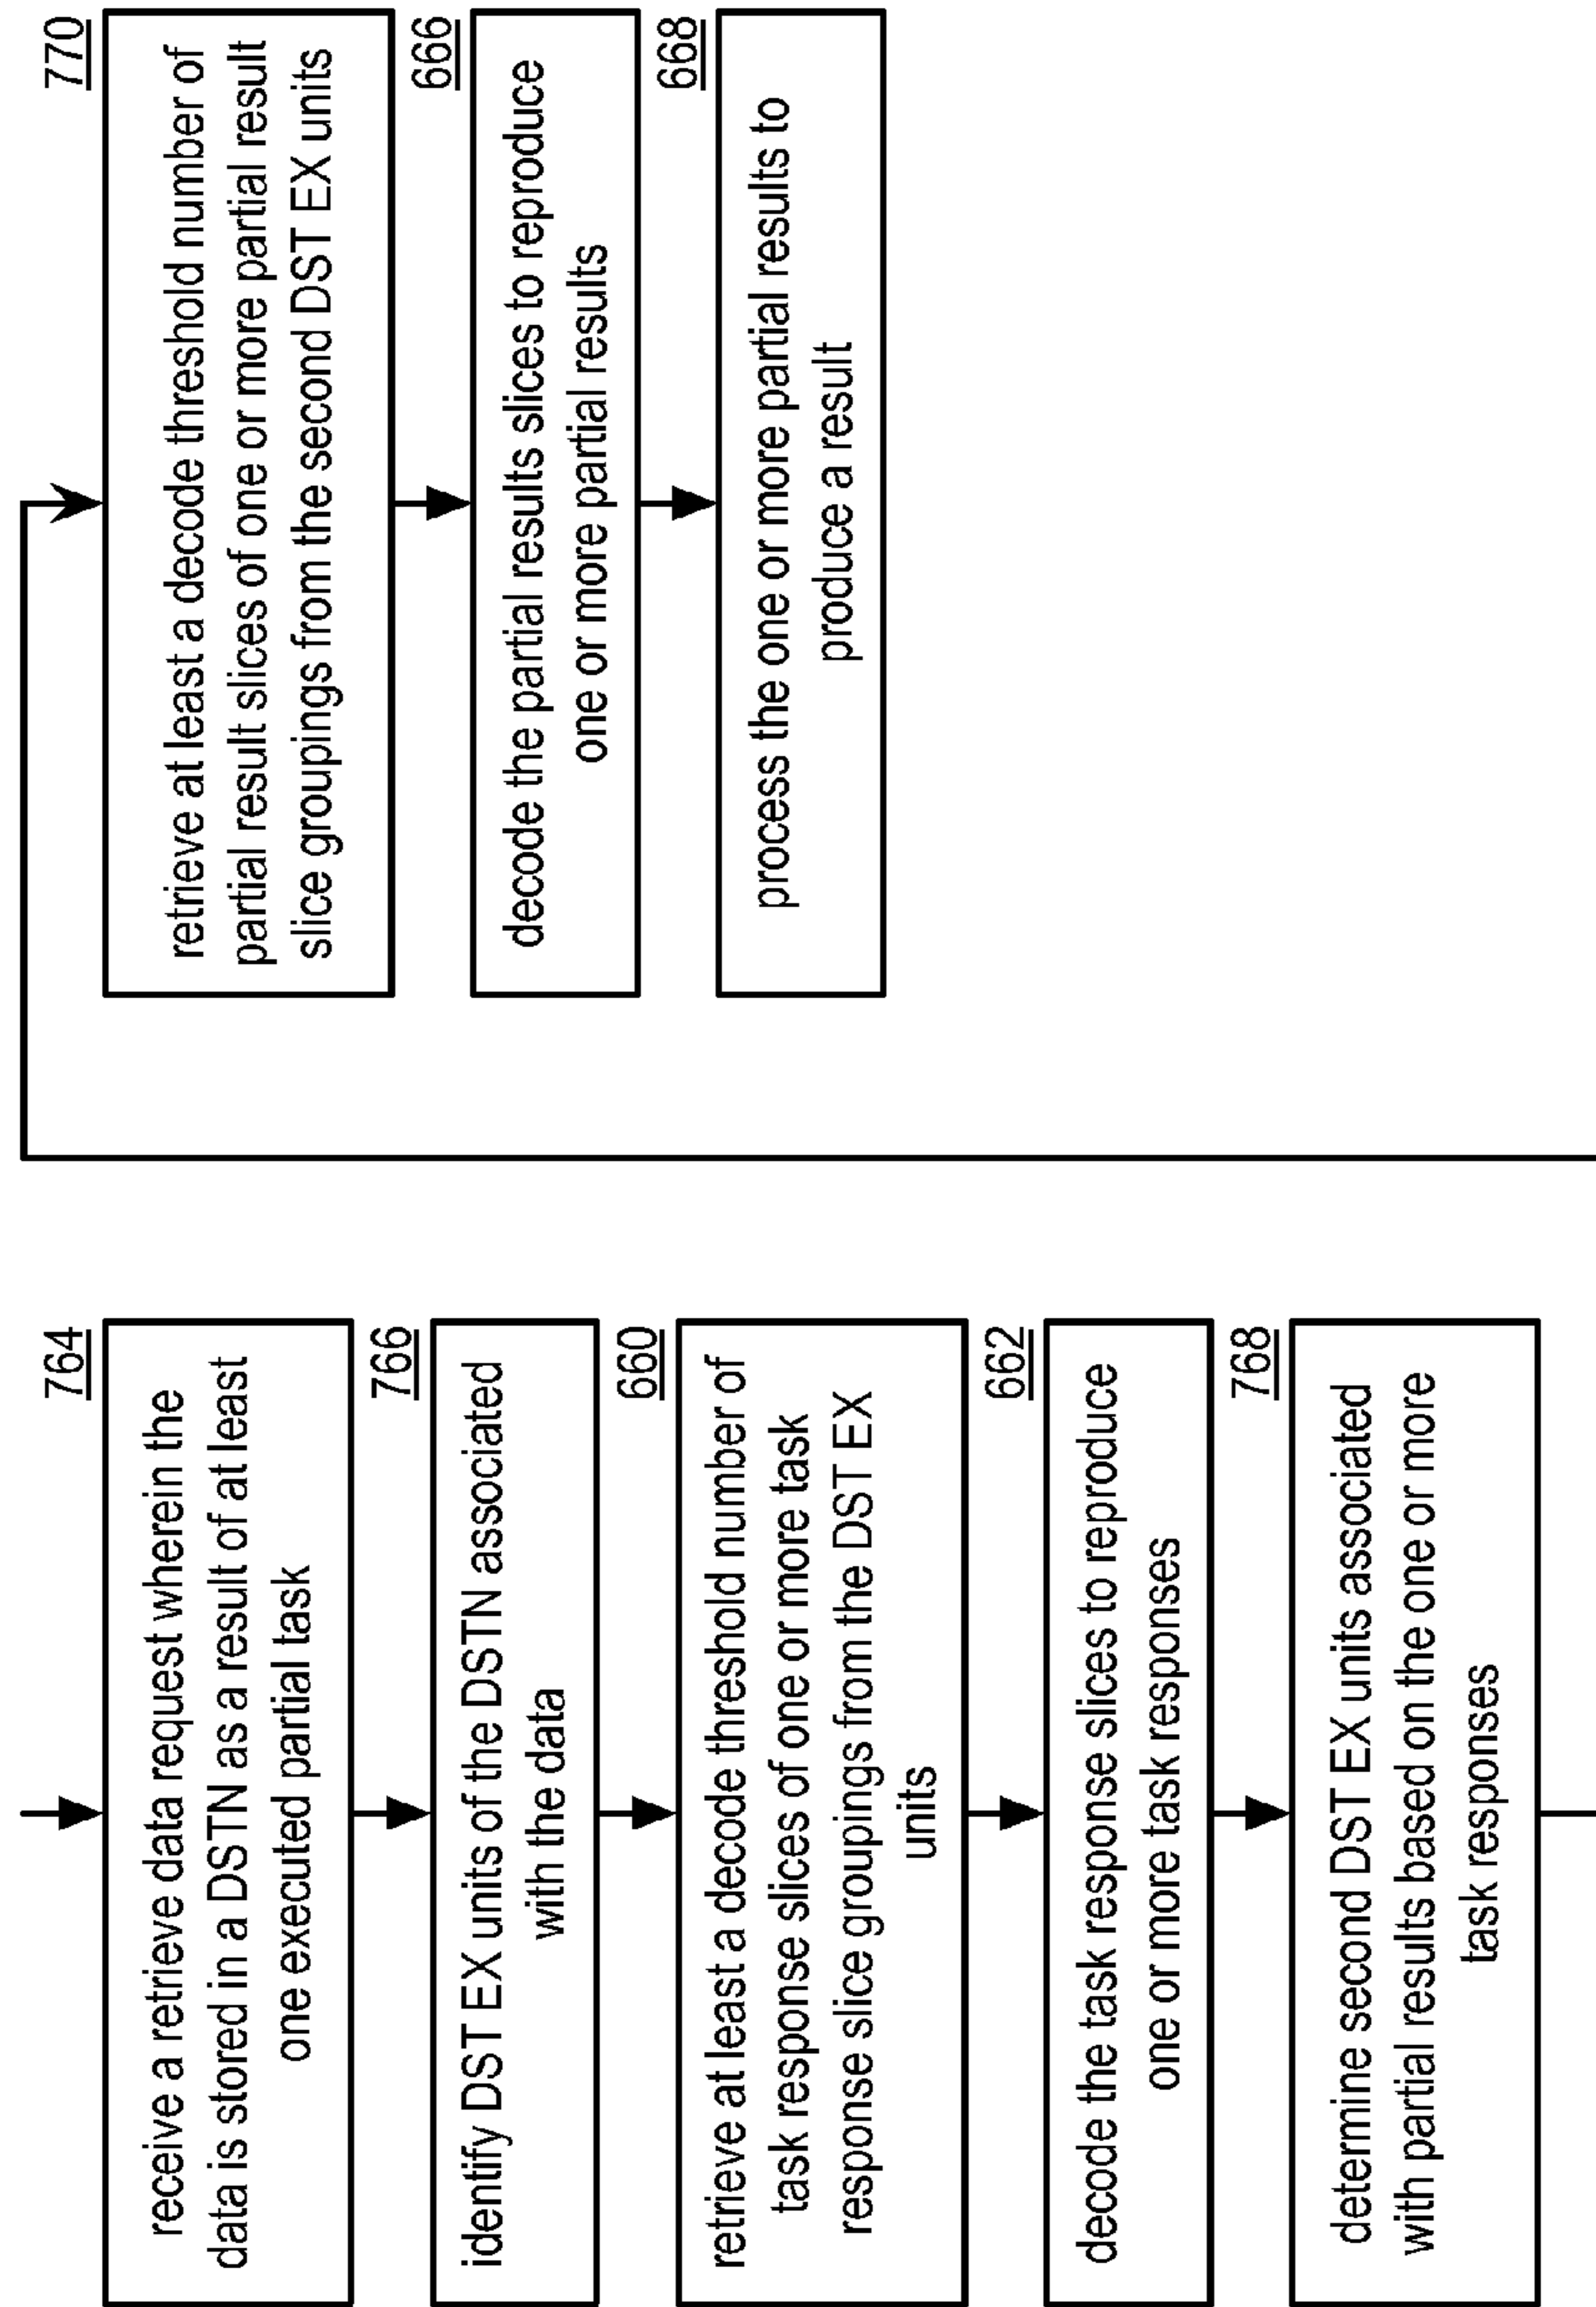 764
receive a retrieve data request wherein the
data is stored in a DSTN as a result of at least
one executed partial task
766
identify DST EX units of the DSTN associated
with the data
660
retrieve at least a decode threshold number of
task response slices of one or more task
response slice groupings from the DST EX
units
662
decode the task response slices to reproduce
one or more task responses
768
determine second DST EX units associated
with partial results based on the one or more
task responses
770
retrieve at least a decode threshold number of
partial result slices of one or more partial result
slice groupings from the second DST EX units
666
decode the partial results slices to reproduce
one or more partial results
668
process the one or more partial results to
produce a result